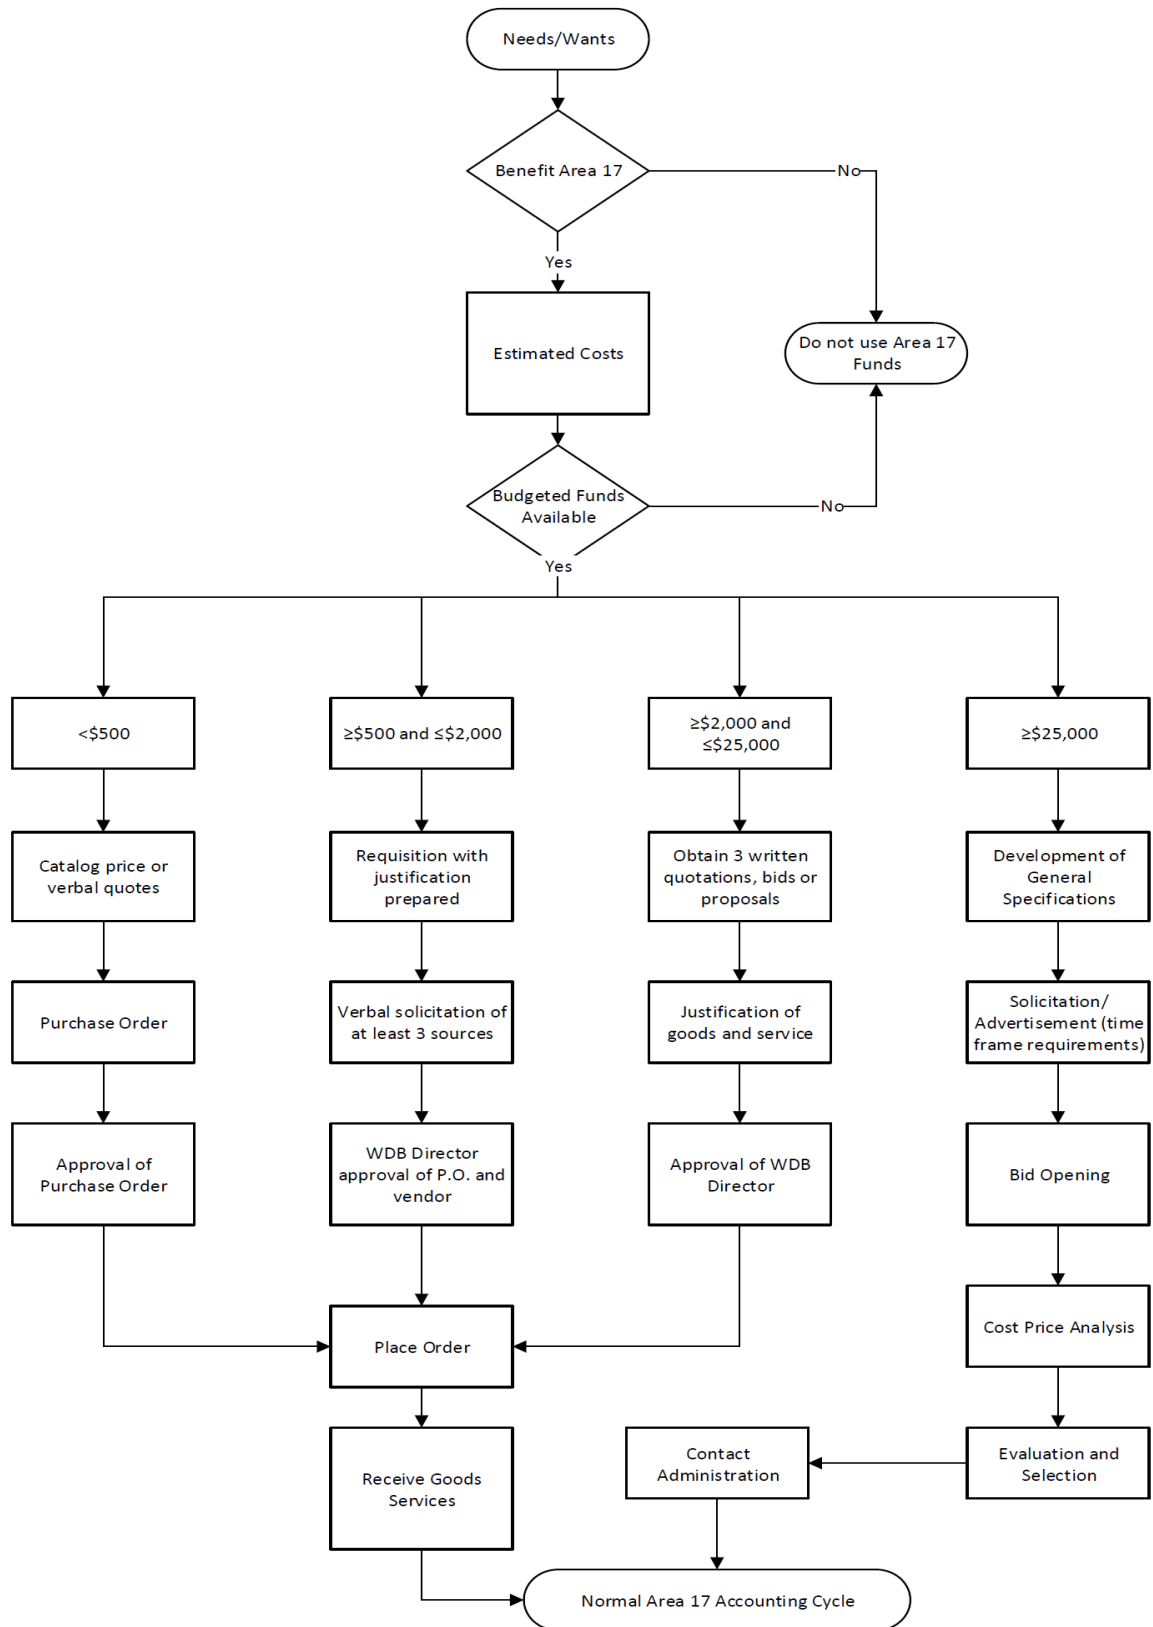 Needs/Wants
Benefit Area 17
No
Yes
Estimated Costs
Do not use Area 17
Funds
Budgeted Funds
Available
No
Yes
<$500
≥$500 and ≤$2,000
≥$2,000 and
≤$25,000
≥$25,000
Catalog price or
verbal quotes
Requisition with
justification
prepared
Obtain 3 written
quotations, bids or
proposals
Development of
General
Specifications
Purchase Order
Verbal solicitation of
at least 3 sources
Justification of
goods and service
Solicitation/
Advertisement (time
frame requirements)
Approval of
Purchase Order
WDB Director
approval of P.O. and
vendor
Approval of WDB
Director
Bid Opening
Place Order
Cost Price Analysis
Receive Goods
Services
Contact
Administration
Evaluation and
Selection
Normal Area 17 Accounting Cycle